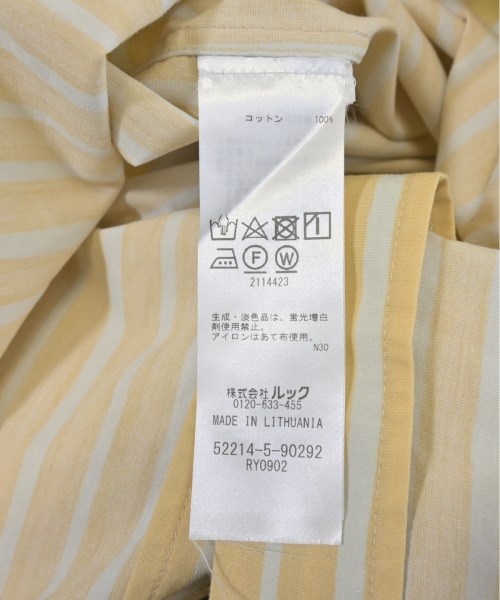 コットン 100%
F W
2114423
生成・淡色品は、蛍光増白
剤使用禁止。
アイロンはあて布使用。
N30
株式会社 ルック
0120-633-455
MADE IN LITHUANIA
52214-5-90292
RY0902